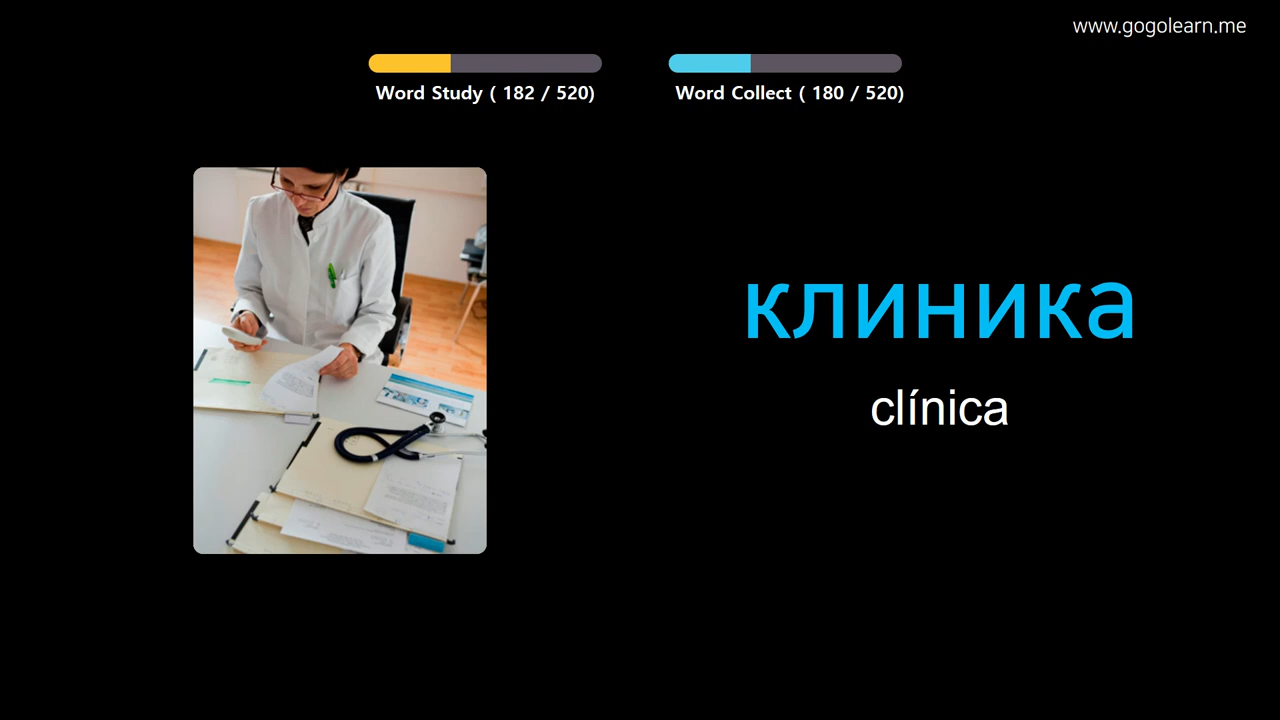 www.gogolearn.me
Word Study ( 182 / 520)
Word Collect ( 180 / 520)
клиника
clínica